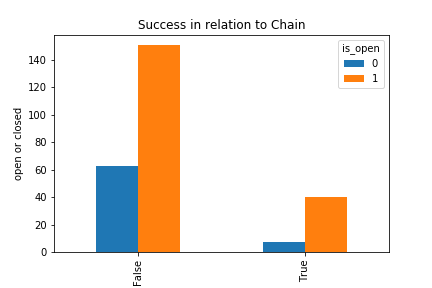 Success in relation to Chain
is_open
0
1
open or closed
140
120
100
80
60
40
20
0
False
True